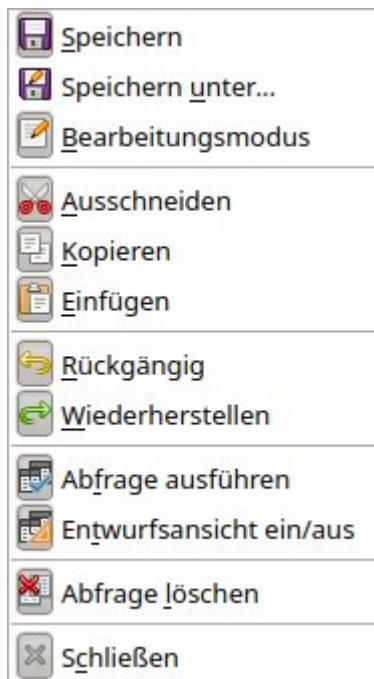 Speichern
Speichern unter...
Bearbeitungsmodus
Ausschneiden
Kopieren
Einfügen
Rückgängig
Wiederherstellen
Abfrage ausführen
Entwurfsansicht ein/aus
Abfrage löschen
Schließen